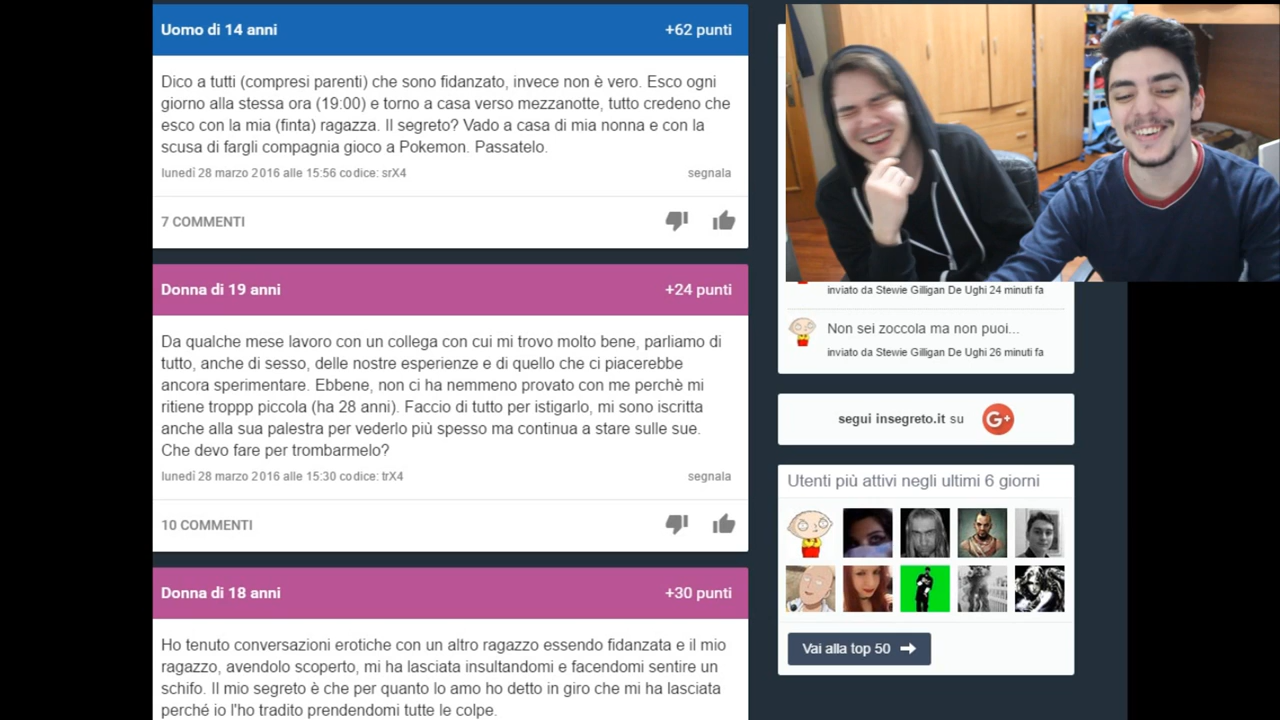 Uomo di 14 anni
+62 punti
Dico a tutti (compresi parenti) che sono fidanzato, invece non è vero. Esco ogni
giorno alla stessa ora (19:00) e torno a casa verso mezzanotte, tutto credeno che
esco con la mia (finta) ragazza. Il segreto? Vado a casa di mia nonna e con la
scusa di fargli compagnia gioco a Pokemon. Passatelo.
lunedì 28 marzo 2016 alle 15:56 codice: srX4
segnala
7 COMMENTI
Donna di 19 anni
+24 punti
Da qualche mese lavoro con un collega con cui mi trovo molto bene, parliamo di
tutto, anche di sesso, delle nostre esperienze e di quello che ci piacerebbe
ancora sperimentare. Ebbene, non ci ha nemmeno provato con me perchè mi
ritiene troppp piccola (ha 28 anni). Faccio di tutto per istigarlo, mi sono iscritta
anche alla sua palestra per vederlo più spesso ma continua a stare sulle sue.
Che devo fare per trombarmelo?
lunedì 28 marzo 2016 alle 15:30 codice: trX4
segnala
10 COMMENTI
Donna di 18 anni
+30 punti
Ho tenuto conversazioni erotiche con un altro ragazzo essendo fidanzata e il mio
ragazzo, avendolo scoperto, mi ha lasciata insultandomi e facendomi sentire un
schifo. Il mio segreto è che per quanto lo amo ho detto in giro che mi ha lasciata
perché io l'ho tradito prendendomi tutte le colpe.
inviato da Stewie Gilligan De Ughi 24 minuti fa
Non sei zoccola ma non puoi...
inviato da Stewie Gilligan De Ughi 26 minuti fa
segui insegreto.it su G+
Utenti più attivi negli ultimi 6 giorni
Vai alla top 50